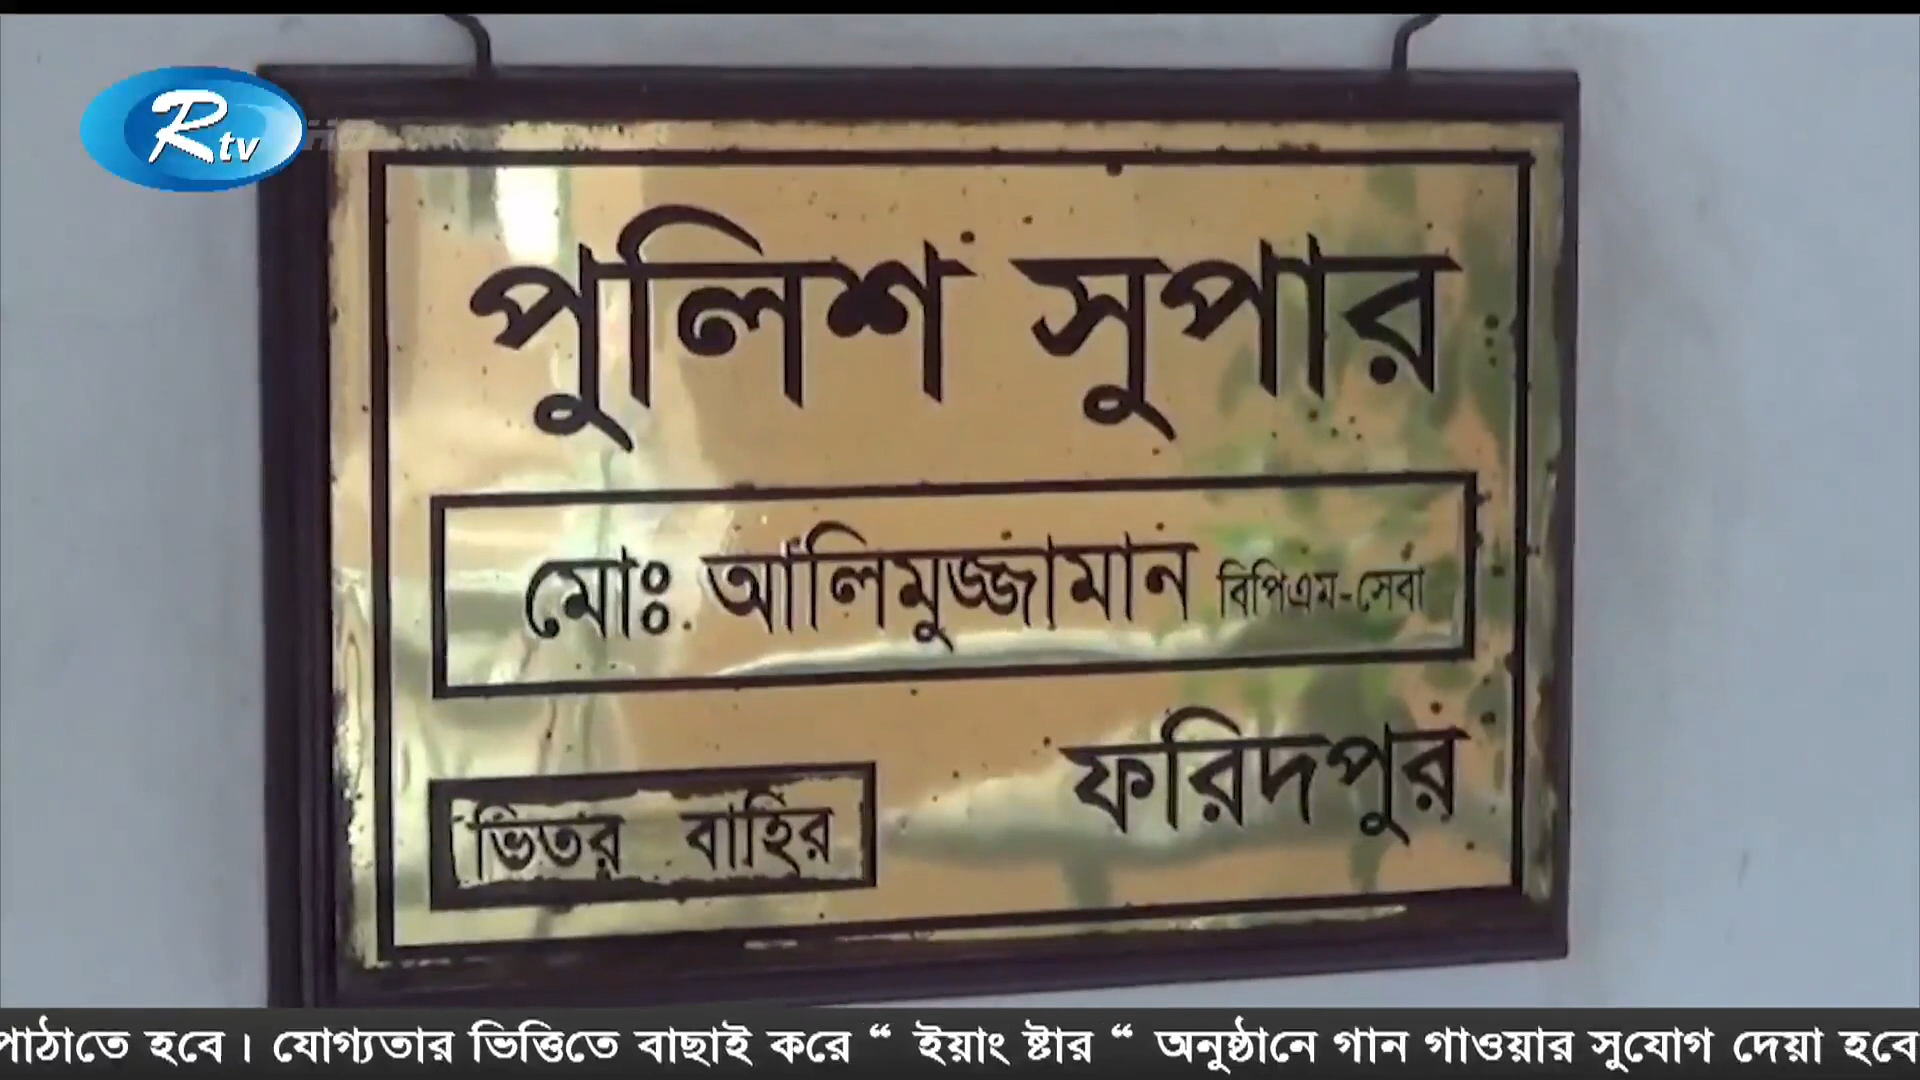 Rtv
পুলিশ সুপার
মোঃ আলিমুজ্জামান বিপিএম-সেবা
ফরিদপুর
ভিতর বাহির
পাঠাতে হবে। যোগ্যতার ভিত্তিতে বাছাই করে “ ইয়াং ষ্টার “ অনুষ্ঠানে গান গাওয়ার সুযোগ দেয়া হবে